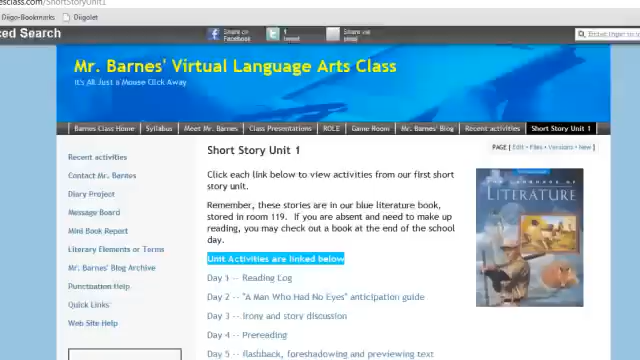 esclass.com/ShortStoryUnit1
Diigo-Bookmarks Diigolet
ced Search
Share on
Facebook
1
tweet
Share via
email
Mr. Barnes' Virtual Language Arts Class
It's All Just a Mouse Click Away
Barnes Class Home Syllabus Meet Mr. Barnes Class Presentations ROLE Game Room Mr. Barnes' Blog Recent activities Short Story Unit 1
PAGE [ Edit - Files - Versions - New ]
Recent activities
Contact Mr. Barnes
Diary Project
Message Board
Mini Book Report
Literary Elements or Terms
Mr. Barnes' Blog Archive
Punctuation Help
Quick Links
Web Site Help
Short Story Unit 1
Click each link below to view activities from our first short
story unit.
Remember, these stories are in our blue literature book,
stored in room 119. If you are absent and need to make up
reading, you may check out a book at the end of the school
day.
Unit Activities are linked below
Day 1 -- Reading Log
Day 2 -- "A Man Who Had No Eyes" anticipation guide
Day 3 -- Irony and story discussion
Day 4 -- Prereading
Day 5 -- flashback, foreshadowing and previewing text
THE LANGUAGE OF
LITERATURE